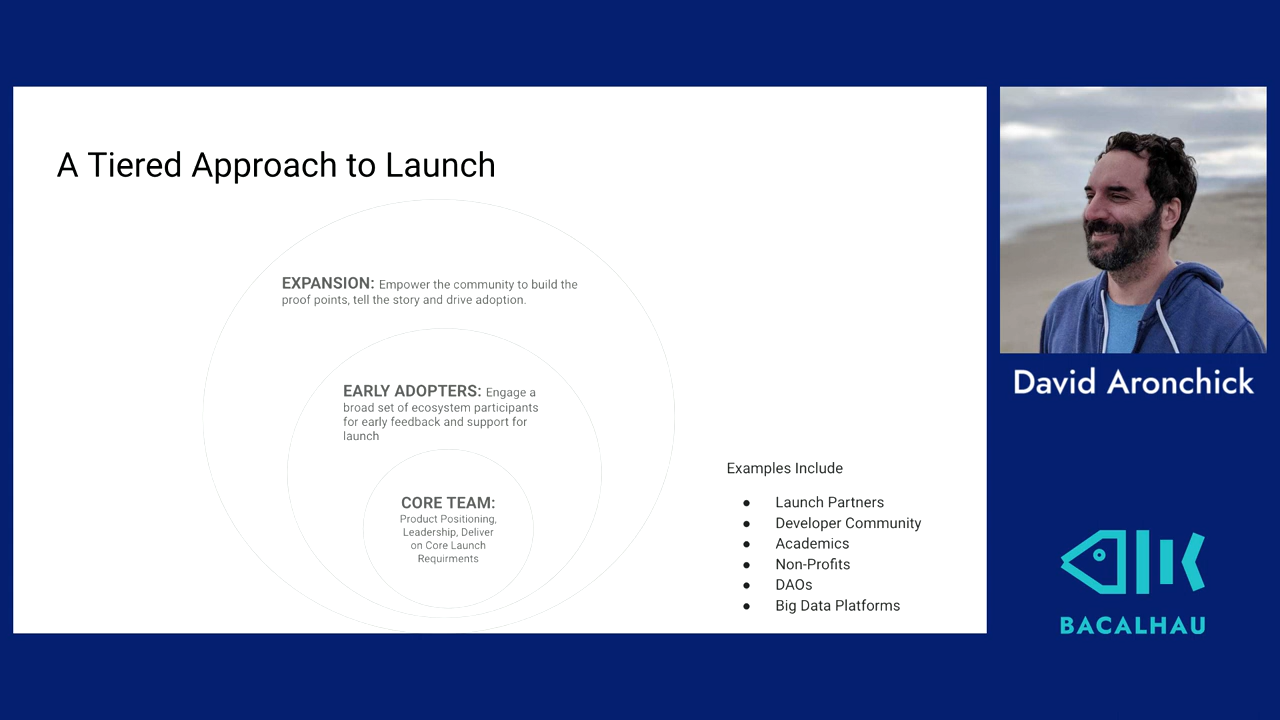 A Tiered Approach to Launch
EXPANSION: Empower the community to build the
proof points, tell the story and drive adoption.
EARLY ADOPTERS: Engage a
broad set of ecosystem participants
for early feedback and support for
launch
CORE TEAM:
Product Positioning,
Leadership, Deliver
on Core Launch
Requirments
Examples Include
● Launch Partners
● Developer Community
● Academics
● Non-Profits
● DAOs
● Big Data Platforms
David Aronchick
BACALHAU